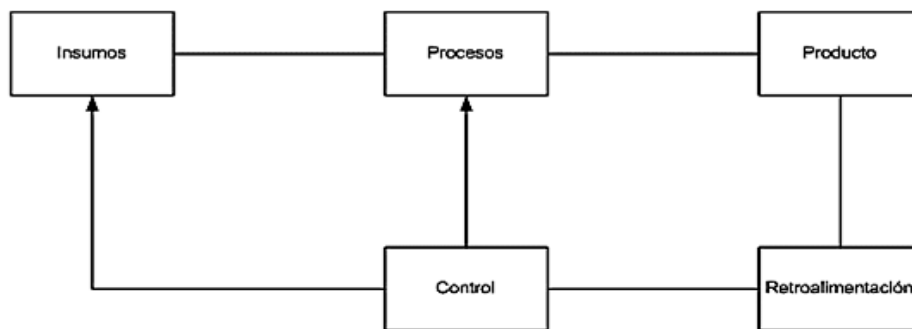 Insumos
Procesos
Producto
Control
Retroalimentación